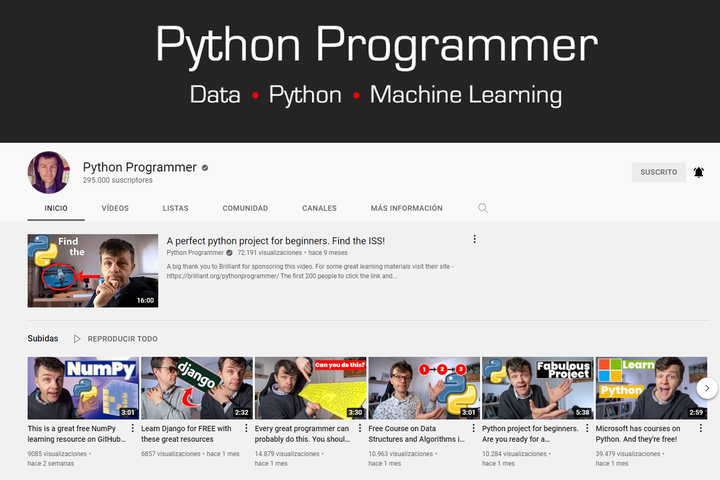 Python Programmer
Data • Python • Machine Learning
Python Programmer
295.000 suscriptores
SUSCRITO
INICIO VÍDEOS LISTAS COMUNIDAD CANALES MÁS INFORMACIÓN
Find
the
16:00
A perfect python project for beginners. Find the ISS!
Python Programmer 72.191 visualizaciones • hace 9 meses
A big thank you to Brilliant for sponsoring this video. For some great learning materials visit their site -
https://brilliant.org/pythonprogrammer/ The first 200 people to click the link and...
Subidas REPRODUCIR TODO
NumPy
3:01
This is a great free NumPy
learning resource on GitHub...
9085 visualizaciones •
hace 2 semanas
django
2:32
Learn Django for FREE with
these great resources
6857 visualizaciones • hace 1 mes
Can you do this?
3:30
Every great programmer can
probably do this. You shoul...
14.879 visualizaciones •
hace 1 mes
1 2 3
3:01
Free Course on Data
Structures and Algorithms i...
10.963 visualizaciones •
hace 1 mes
Fabulous
Project
5:38
Python project for beginners.
Are you ready for a...
10.284 visualizaciones •
hace 1 mes
Learn
Python
2:59
Microsoft has courses on
Python. And they're free!
39.479 visualizaciones •
hace 1 mes